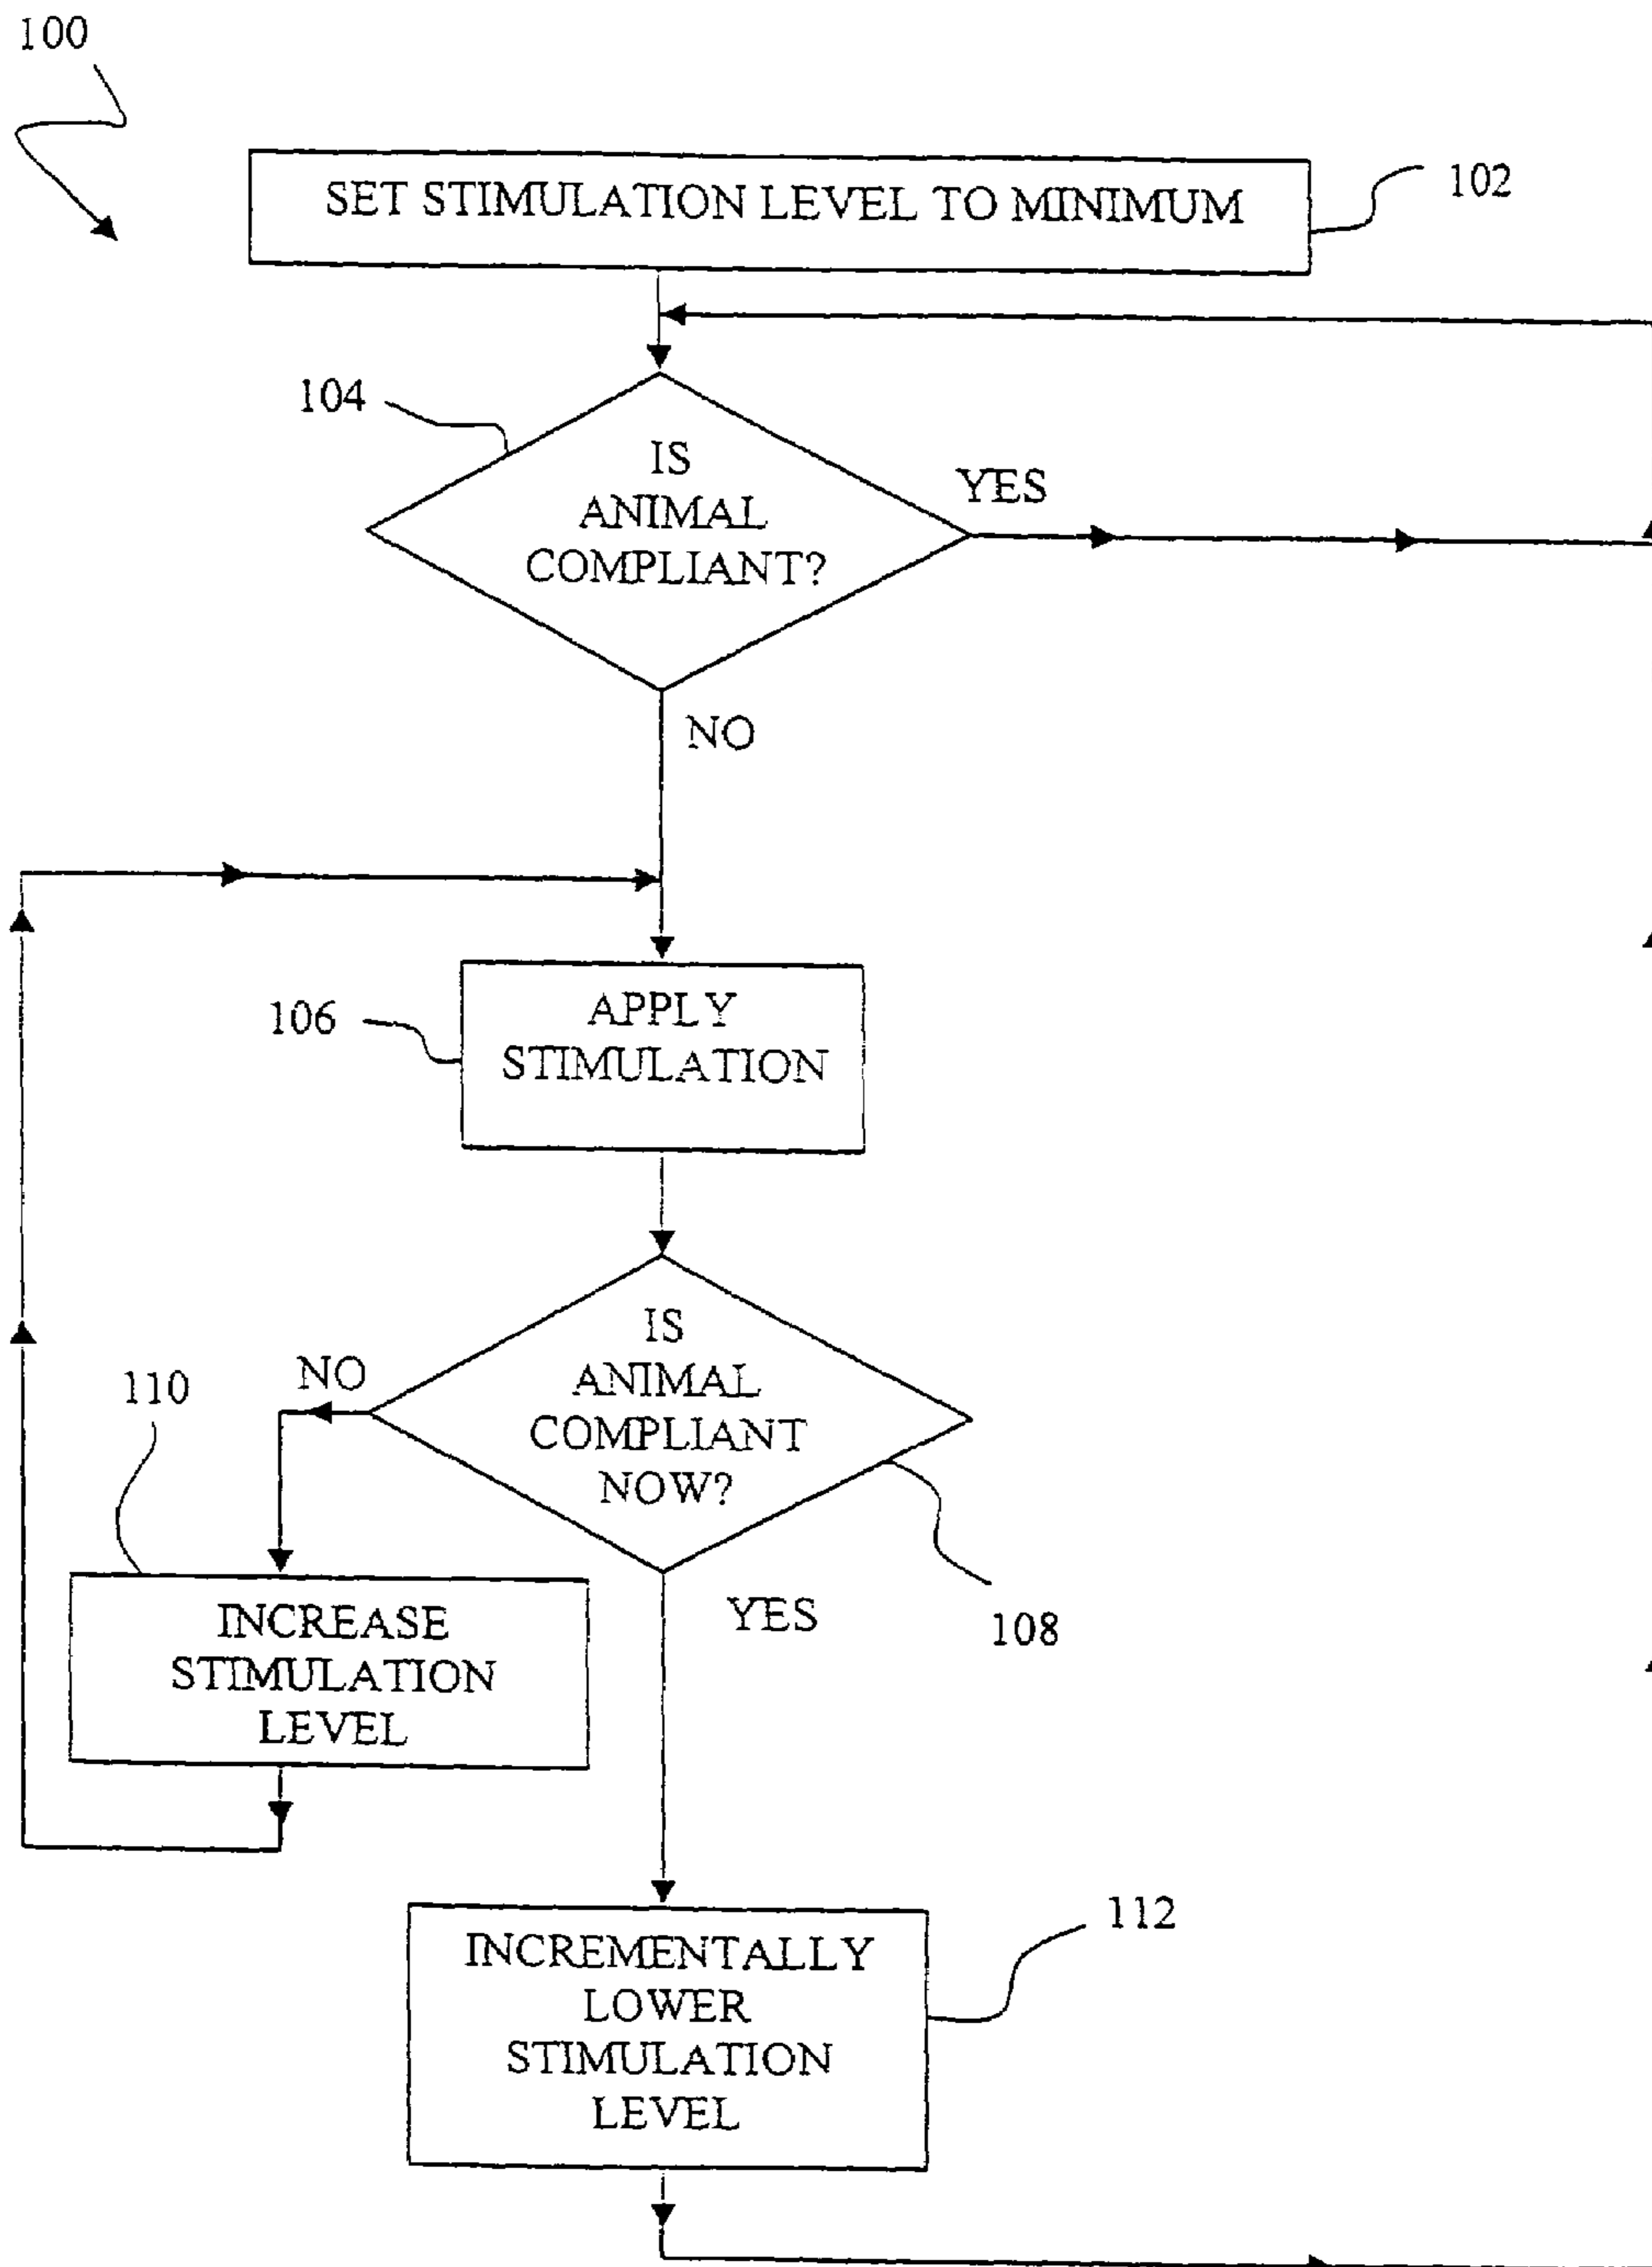 100
SET STIMULATION LEVEL TO MINIMUM
102
104
IS
ANIMAL
COMPLIANT?
YES
NO
106
APPLY
STIMULATION
IS
ANIMAL
COMPLIANT
NOW?
NO
110
108
YES
INCREASE
STIMULATION
LEVEL
112
INCREMENTALLY
LOWER
STIMULATION
LEVEL